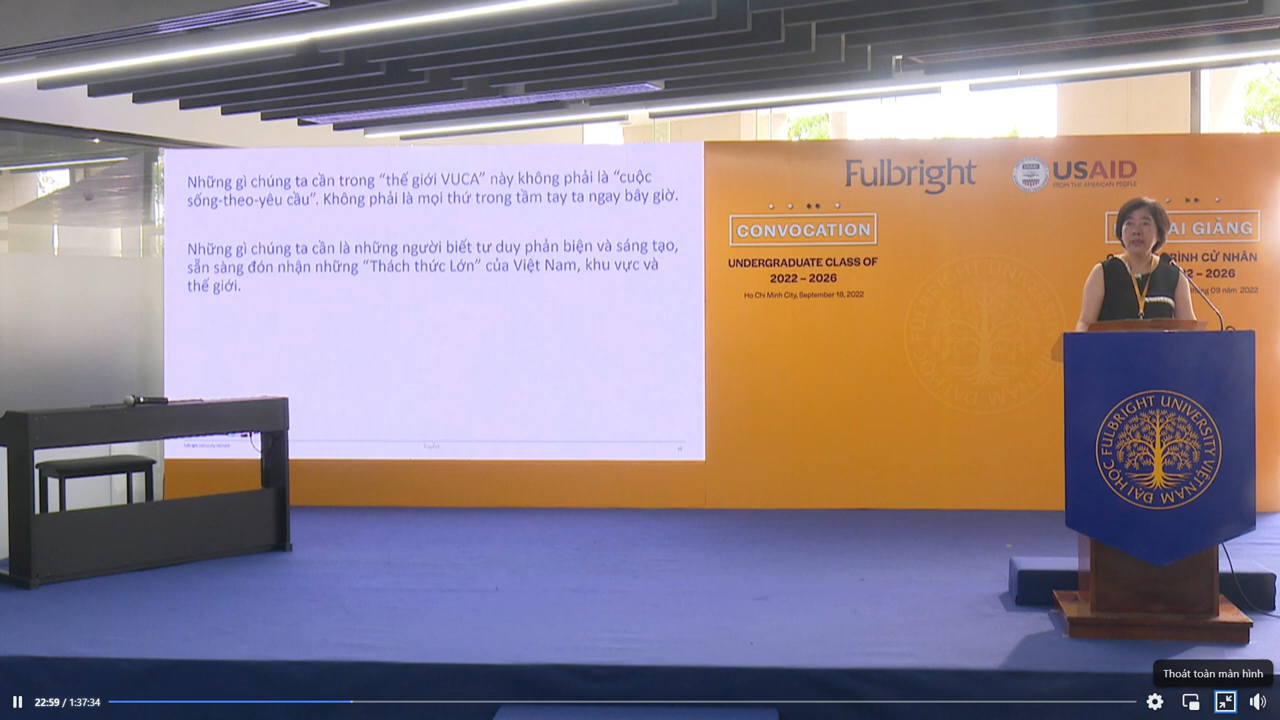 Những gì chúng ta cần trong “thế giới VUCA” này không phải là “cuộc
sống-theo-yêu cầu”. Không phải là mọi thứ trong tầm tay ta ngay bây giờ.
Những gì chúng ta cần là những người biết tư duy phản biện và sáng tạo,
sẵn sàng đón nhận những “Thách thức Lớn” của Việt Nam, khu vực và
thế giới.
Fulbright
USAID
FROM THE AMERICAN PEOPLE
CONVOCATION
UNDERGRADUATE CLASS OF
2022 – 2026
Ho Chi Minh City, September 18, 2022
AI GIẢNG
RÌNH CỬ NHÂN
– 2026
09 năm 2022
FULBRIGHT UNIVERSITY VIETNAM
ĐẠI HỌC
ĐẠI HỌC FULBRIGHT UNIVERSITY VIETNAM
Thoát toàn màn hình
22:59 / 1:37:34